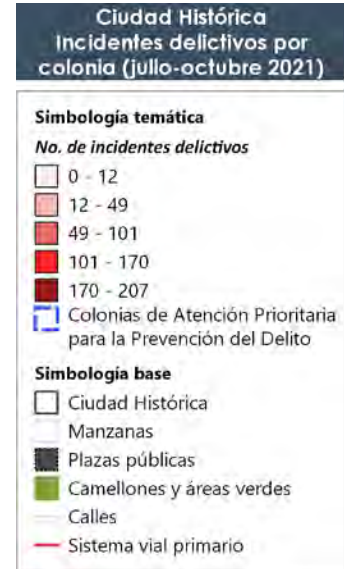 Ciudad Histórica
Incidentes delictivos por
colonia (julio-octubre 2021)
Simbología temática
No. de incidentes delictivos
0 - 12
12 - 49
49 - 101
101 - 170
170 - 207
Colonias de Atención Prioritaria
para la Prevención del Delito
Simbología base
Ciudad Histórica
Manzanas
Plazas públicas
Camellones y áreas verdes
Calles
Sistema vial primario